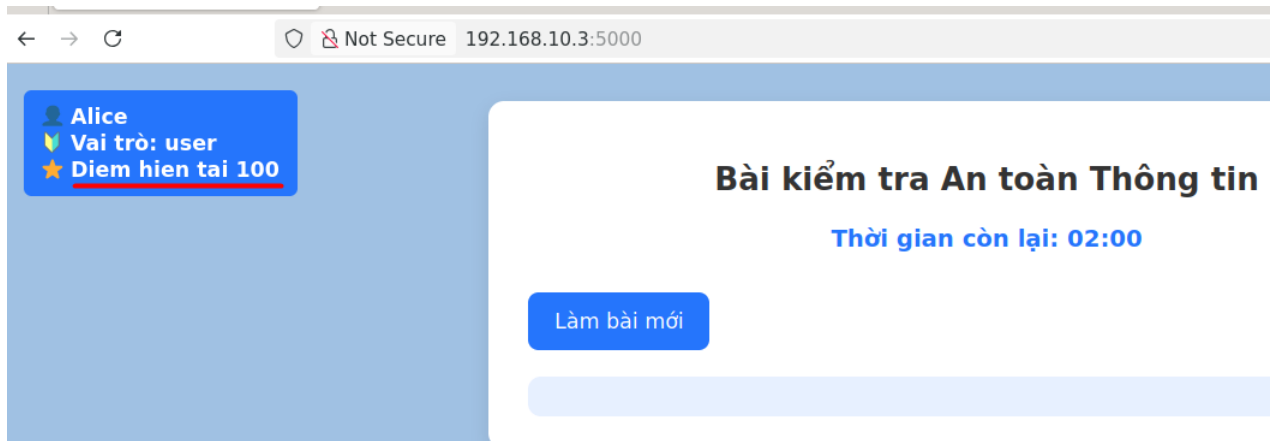 Not Secure 192.168.10.3:5000
Alice
Vai trò: user
Diem hien tai 100
Bài kiểm tra An toàn Thông tin
Thời gian còn lại: 02:00
Làm bài mới